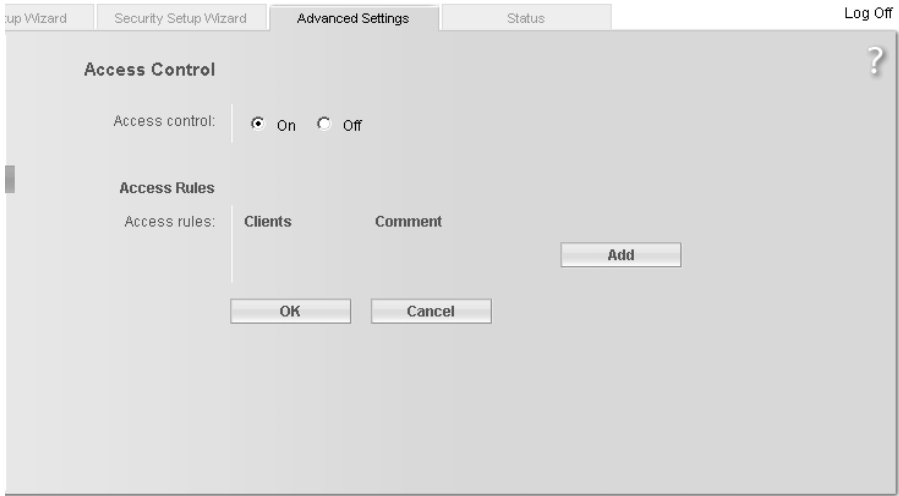 tup Wizard Security Setup Wizard Advanced Settings Status Log Off
?
Access Control
Access control: On Off
Access Rules
Access rules: Clients Comment
Add
OK Cancel